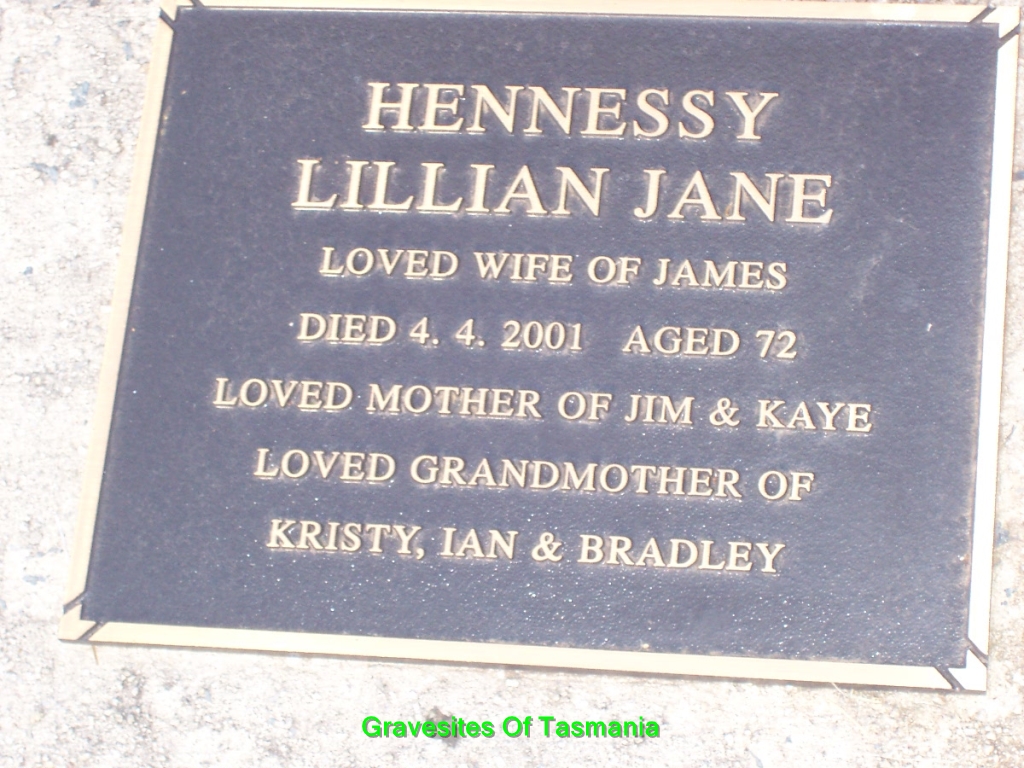 HENNESSY
LILLIAN JANE
LOVED WIFE OF JAMES
DIED 4. 4. 2001 AGED 72
LOVED MOTHER OF JIM & KAYE
LOVED GRANDMOTHER OF
KRISTY, IAN & BRADLEY
Gravesites Of Tasmania